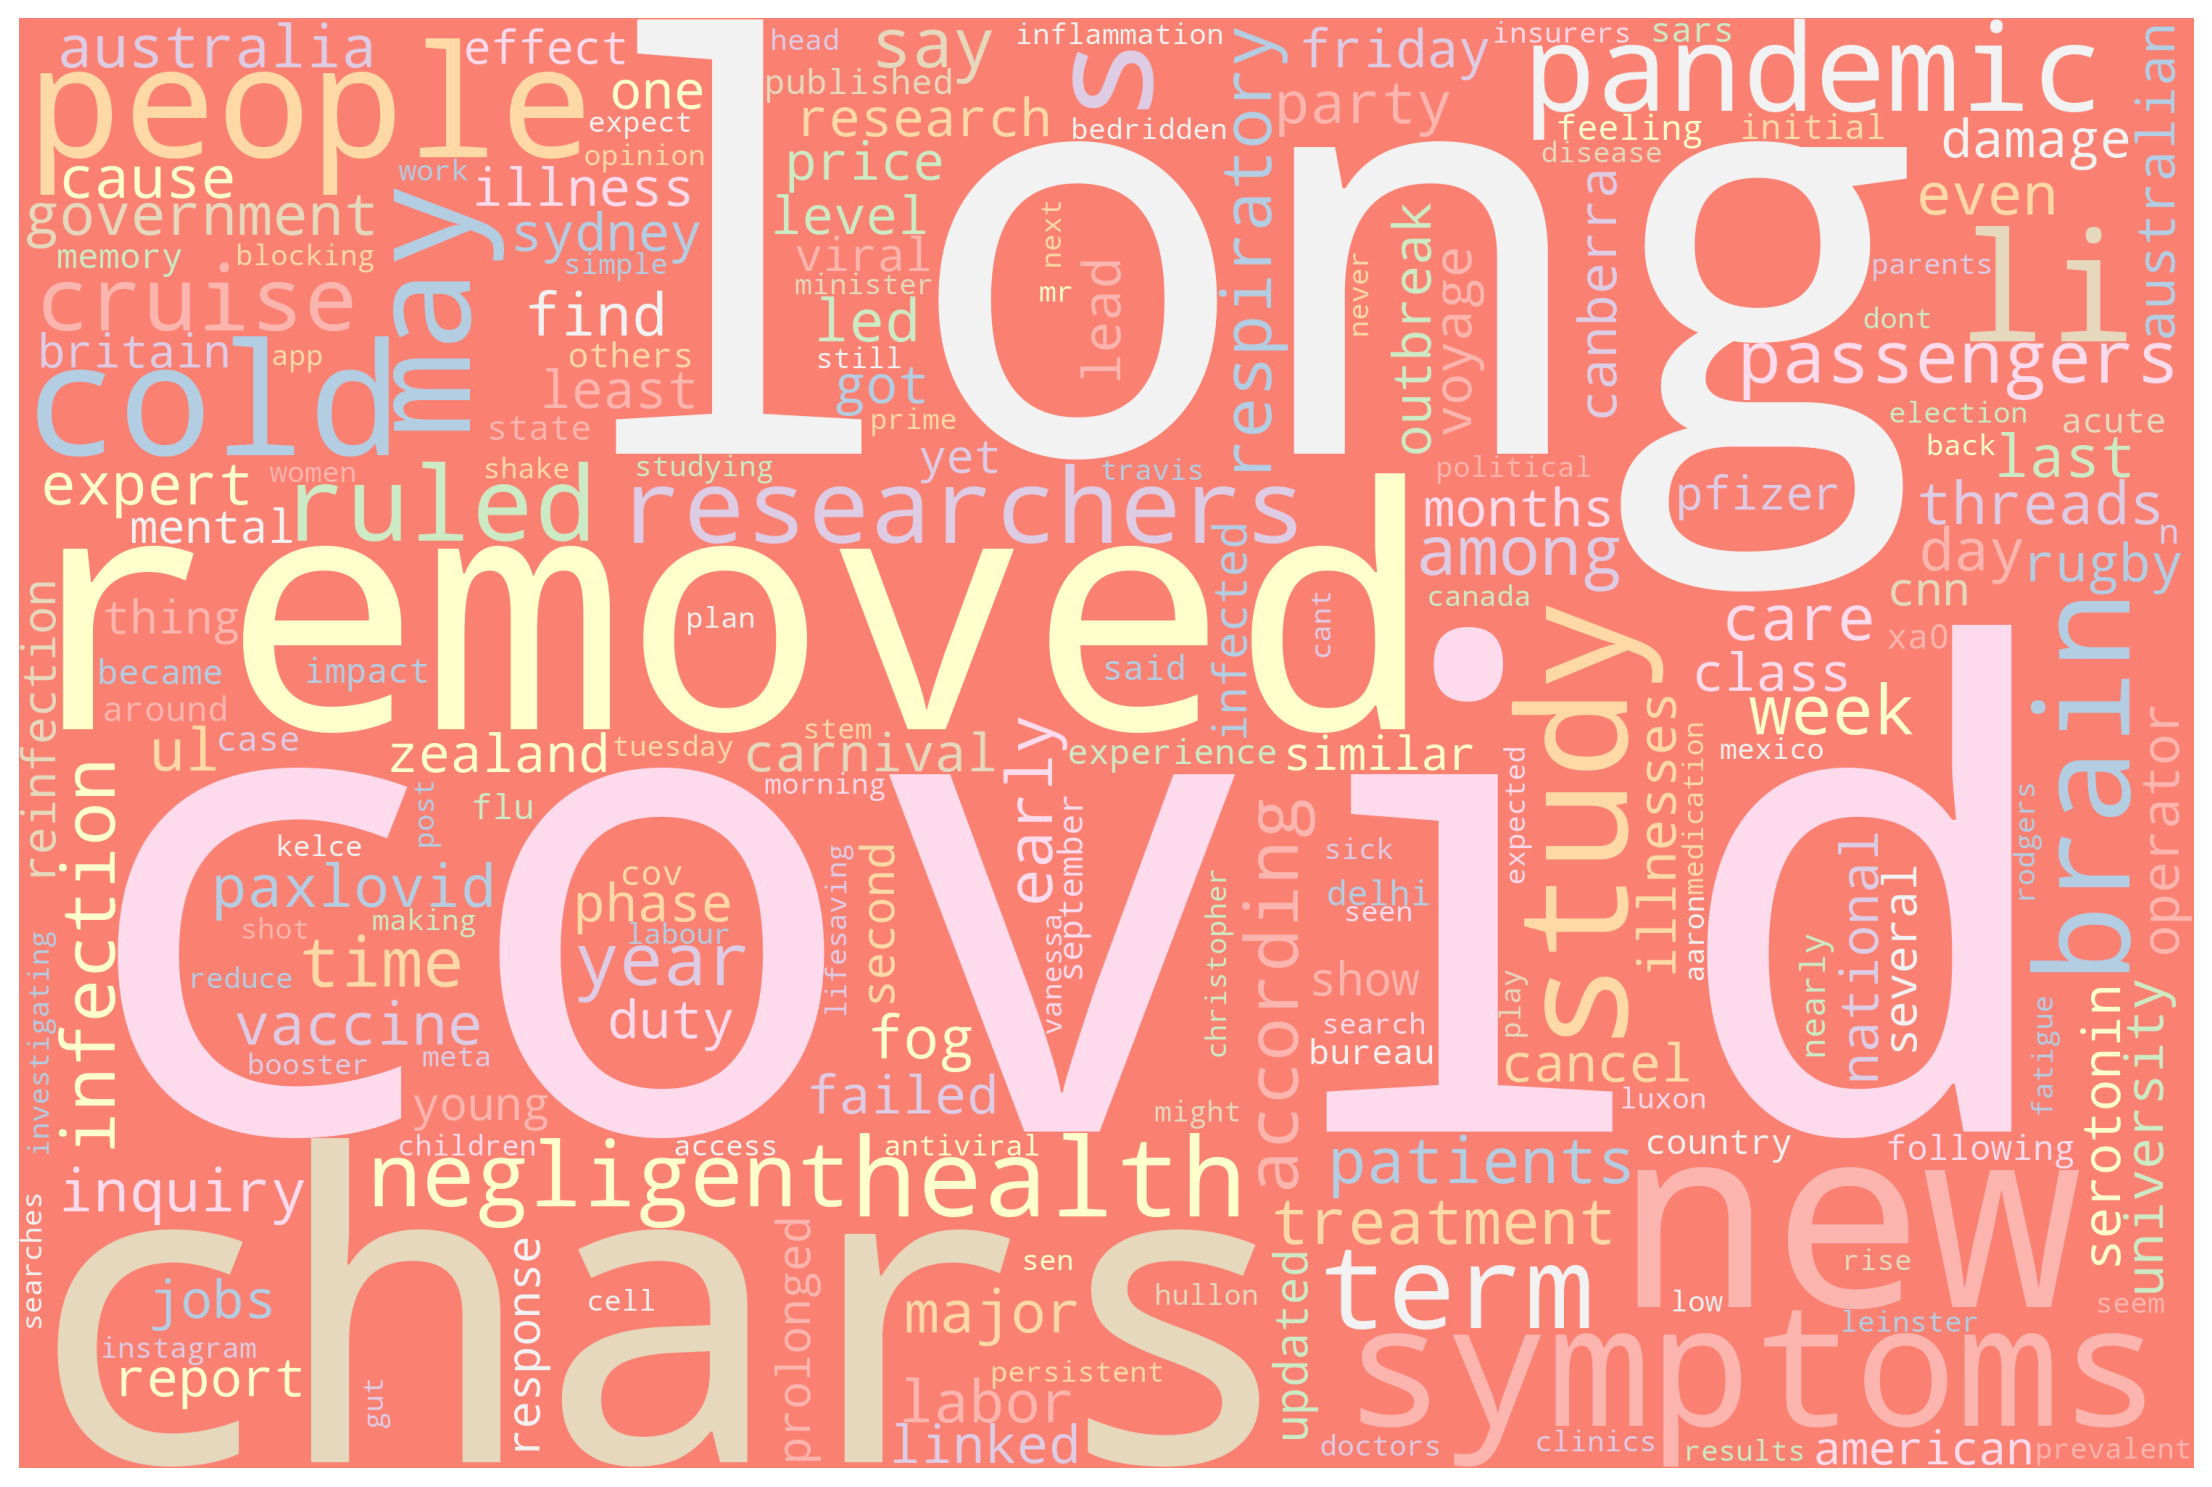 long
covid
removed
chars
people
pandemic
cold
may
new
symptoms
study
brain
researchers
health
negligent
term
ruled
li
s
australia
effect
head
inflammation
say
published
one
expect
research
bedridden
respiratory
friday
insurers
sars
party
feeling
initial
disease
damage
australian
cause
government
work
opinion
illness
price
level
sydney
memory
blocking
simple
viral
minister
next
mr
lead
never
outbreak
voyage
canberra
even
parents
dont
passengers
cruise
find
led
britain
app
others
still
least
got
state
prime
election
acute
back
last
expert
women
shake
studying
yet
travis
political
mental
months
pfizer
threads
n
among
day
rugby
reinfection
thing
plan
cant
infected
canada
cnn
care
xa0
became
impact
said
class
around
ul
case
zealand
tuesday
stem
carnival
early
experience
similar
week
mexico
illnesses
aaronmedication
operator
infection
flu
post
morning
september
expected
kelce
paxlovid
cov
phase
lifesaving
second
christopher
according
sick
delhi
seen
national
several
rodgers
shot
making
labour
time
year
vanessa
show
nearly
reduce
investigating
vaccine
duty
search
bureau
play
booster
meta
fog
cancel
fatigue
serotonin
university
young
failed
might
luxon
children
access
antiviral
patients
country
following
inquiry
treatment
searches
jobs
response
cell
prolonged
sen
major
hullon
updated
low
rise
leinster
seem
instagram
report
gut
persistent
labor
linked
doctors
clinics
results
american
prevalent